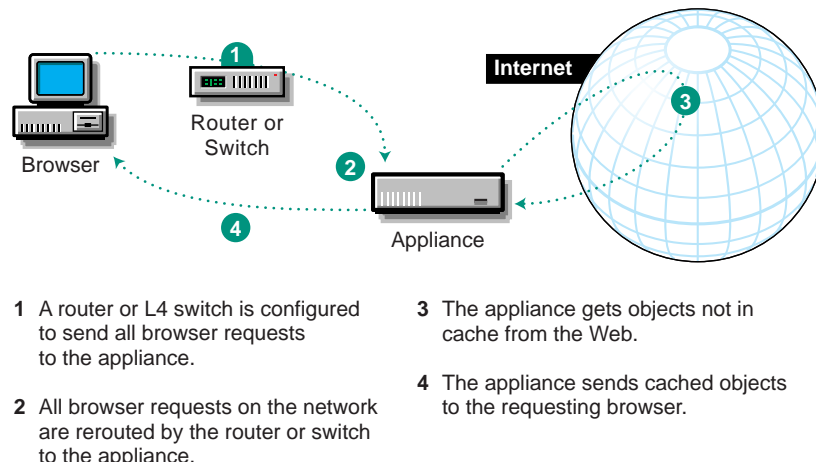 1
Internet
3
Router or
Switch
Browser
2
4
Appliance
1 A router or L4 switch is configured
to send all browser requests
to the appliance.
2 All browser requests on the network
are rerouted by the router or switch
to the appliance.
3 The appliance gets objects not in
cache from the Web.
4 The appliance sends cached objects
to the requesting browser.